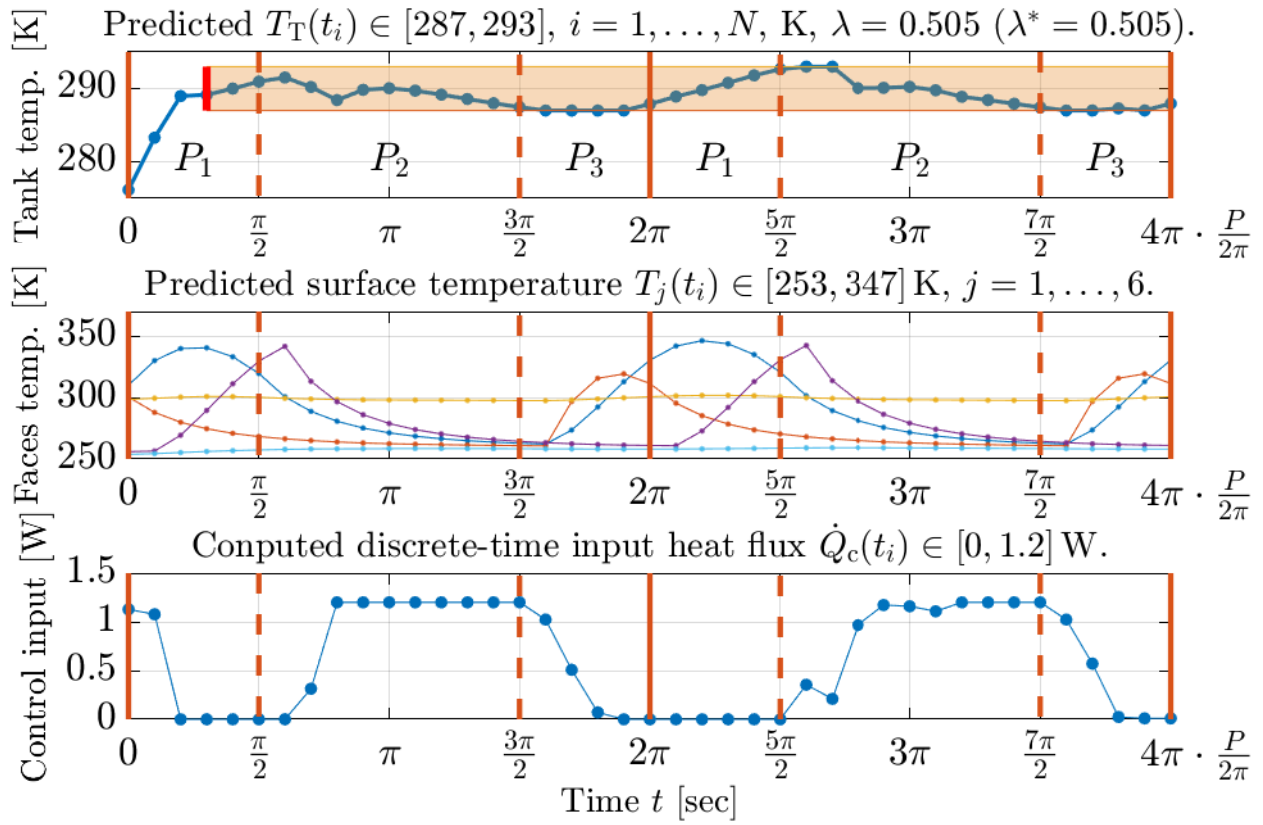 Predicted T_T(t_i) ∈ [287, 293], i = 1, . . . , N, K, λ = 0.505 (λ* = 0.505).
Tank temp. [K]
290
280
P_1
P_2
P_3
P_1
P_2
P_3
0 π/2 π 3π/2 2π 5π/2 3π 7π/2 4π · P/2π
Predicted surface temperature T_j(t_i) ∈ [253, 347] K, j = 1, . . . , 6.
Faces temp. [K]
350
300
250
0 π/2 π 3π/2 2π 5π/2 3π 7π/2 4π · P/2π
Conputed discrete-time input heat flux Q̇_c(t_i) ∈ [0, 1.2] W.
Control input [W]
1.5
1
0.5
0
0 π/2 π 3π/2 2π 5π/2 3π 7π/2 4π · P/2π
Time t [sec]